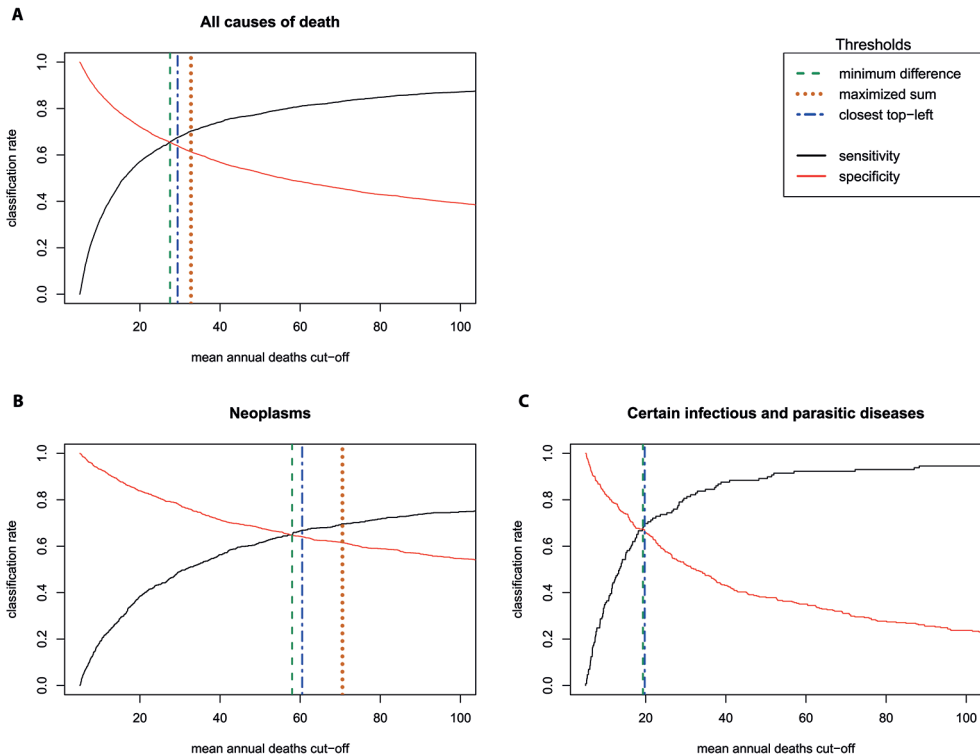 A
All causes of death
classification rate
0.0 0.2 0.4 0.6 0.8 1.0
20 40 60 80 100
mean annual deaths cut−off
Thresholds
minimum difference
maximized sum
closest top−left
sensitivity
specificity
B
Neoplasms
classification rate
0.0 0.2 0.4 0.6 0.8 1.0
20 40 60 80 100
mean annual deaths cut−off
C
Certain infectious and parasitic diseases
classification rate
0.0 0.2 0.4 0.6 0.8 1.0
20 40 60 80 100
mean annual deaths cut−off